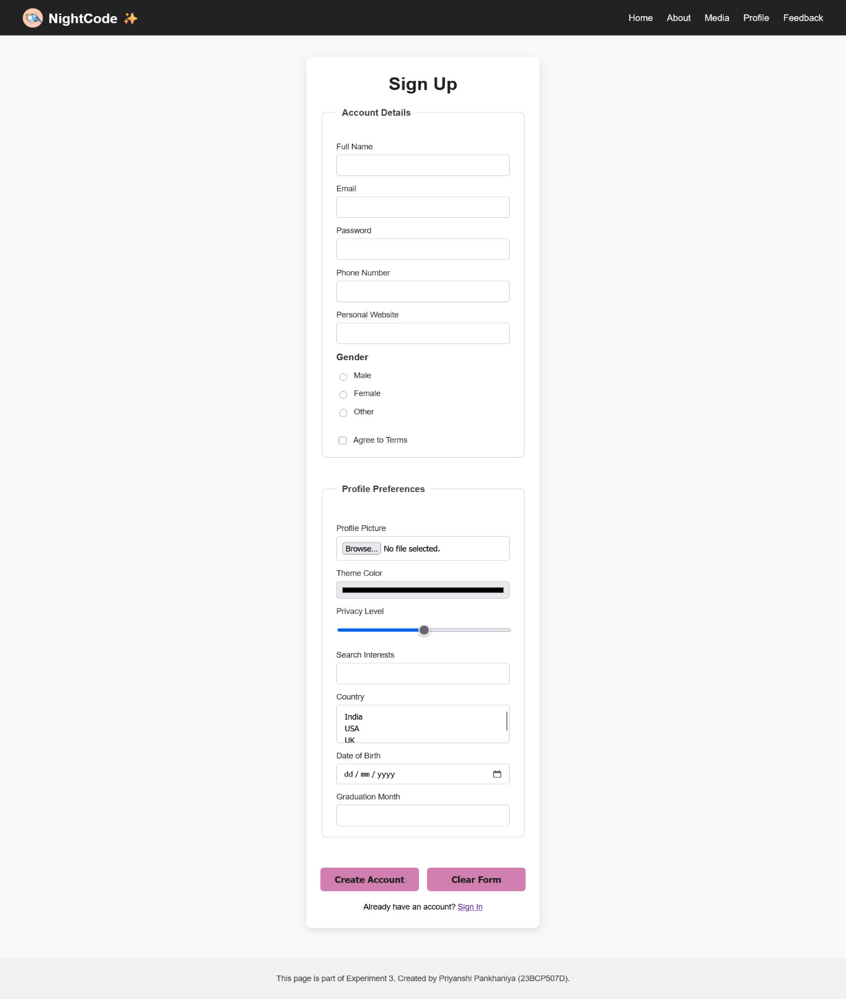 NightCode ✨
Home About Media Profile Feedback
Sign Up
Account Details
Full Name
Email
Password
Phone Number
Personal Website
Gender
Male
Female
Other
Agree to Terms
Profile Preferences
Profile Picture
Browse... No file selected.
Theme Color
Privacy Level
Search Interests
Country
India
USA
UK
Date of Birth
dd / mm / yyyy
Graduation Month
Create Account Clear Form
Already have an account? Sign In
This page is part of Experiment 3. Created by Priyanshi Pankhaniya (23BCP507D).